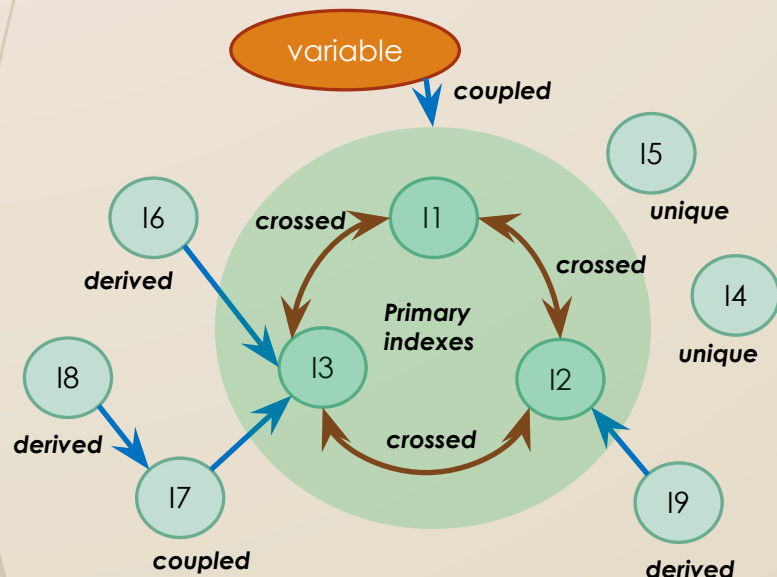 variable
coupled
I5
unique
I6
I1
crossed
crossed
derived
I4
Primary
indexes
unique
I3
I2
I8
crossed
derived
I7
I9
coupled
derived